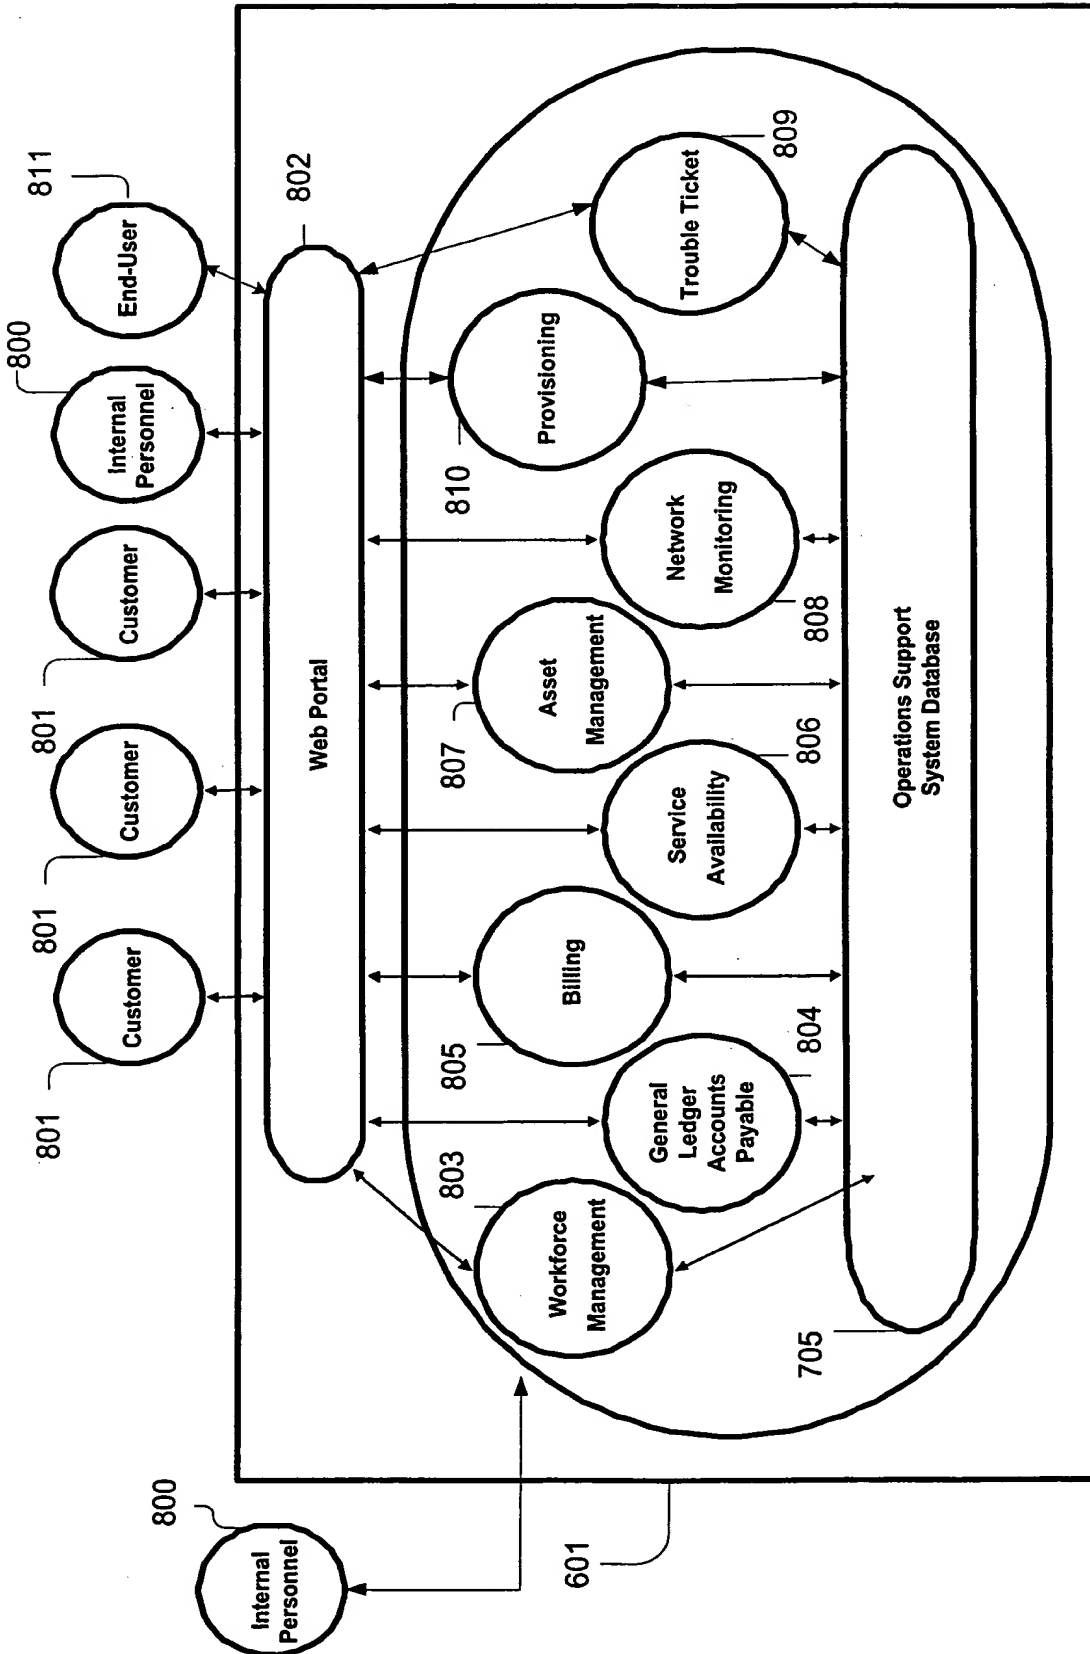 800
Internal
Personnel
601
801
Customer
801
Customer
801
Customer
800
Internal
Personnel
811
End-User
802
Web Portal
803
Workforce
Management
804
General
Ledger
Accounts
Payable
805
Billing
806
Service
Availability
807
Asset
Management
808
Network
Monitoring
810
Provisioning
809
Trouble Ticket
705
Operations Support
System Database